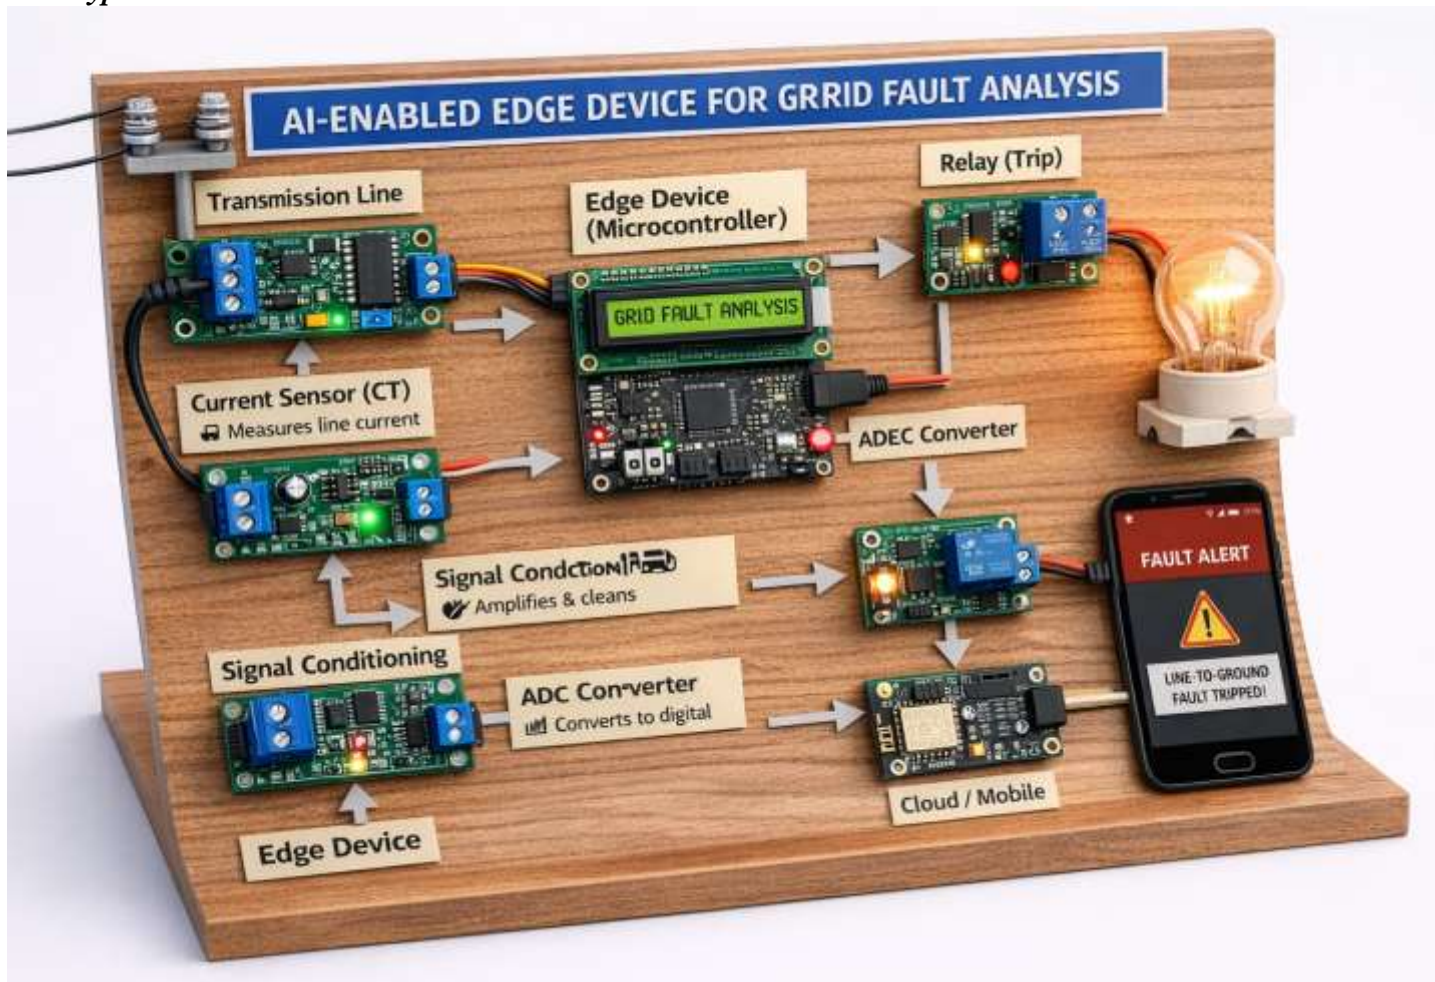 AI-ENABLED EDGE DEVICE FOR GRRID FAULT ANALYSIS
Transmission Line
Edge Device
(Microcontroller)
Relay (Trip)
GRID FAULT ANALYSIS
Current Sensor (CT)
Measures line current
ADEC Converter
Signal
Amplifies & cleans
FAULT ALERT
LINE-TO-GROUND
FAULT TRIPPED!
Signal Conditioning
ADC Converter
Converts to digital
Cloud / Mobile
Edge Device